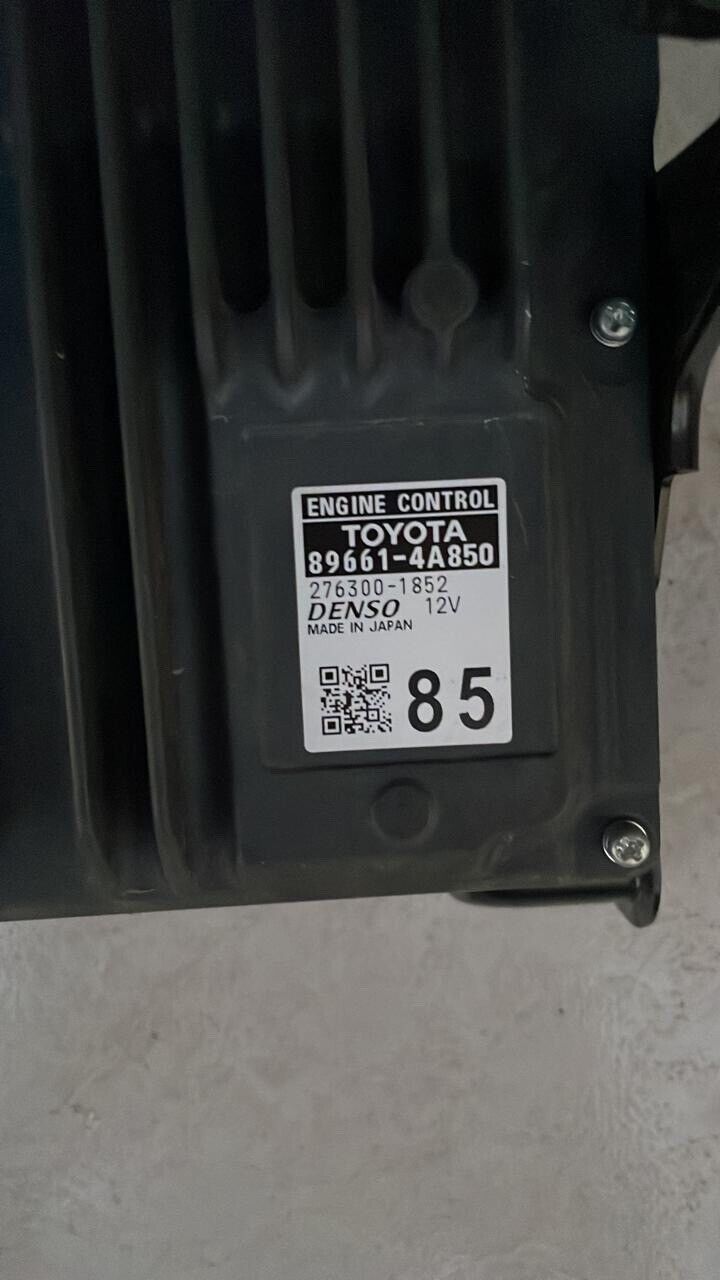 ENGINE CONTROL
TOYOTA
89661-4A850
276300-1852
DENSO 12V
MADE IN JAPAN
85